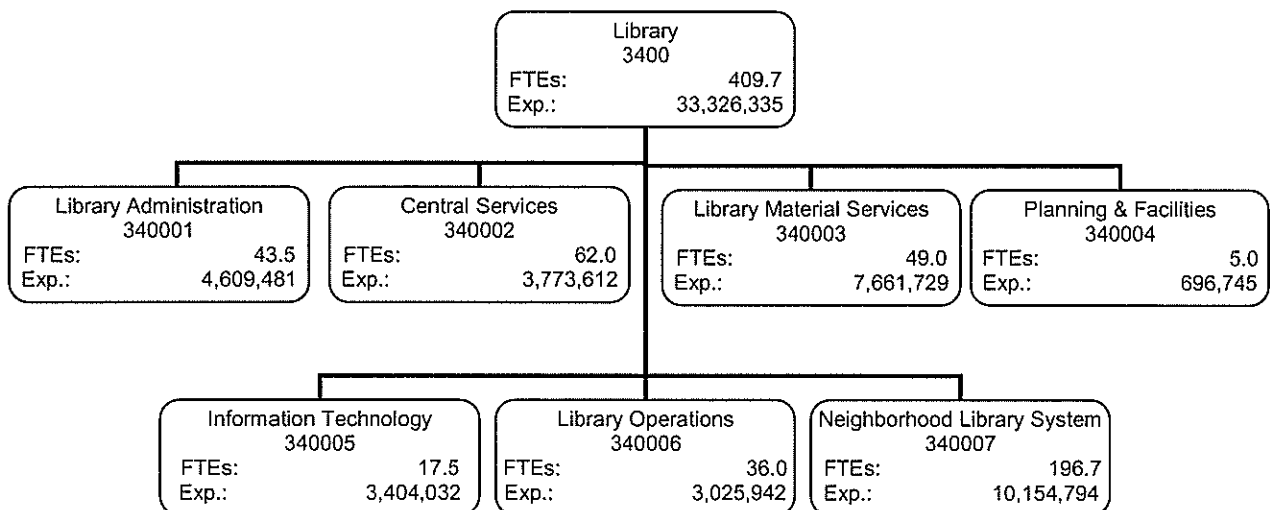 Library
3400
FTEs: 409.7
Exp.: 33,326,335
Library Administration
340001
FTEs: 43.5
Exp.: 4,609,481
Central Services
340002
FTEs: 62.0
Exp.: 3,773,612
Library Material Services
340003
FTEs: 49.0
Exp.: 7,661,729
Planning & Facilities
340004
FTEs: 5.0
Exp.: 696,745
Information Technology
340005
FTEs: 17.5
Exp.: 3,404,032
Library Operations
340006
FTEs: 36.0
Exp.: 3,025,942
Neighborhood Library System
340007
FTEs: 196.7
Exp.: 10,154,794